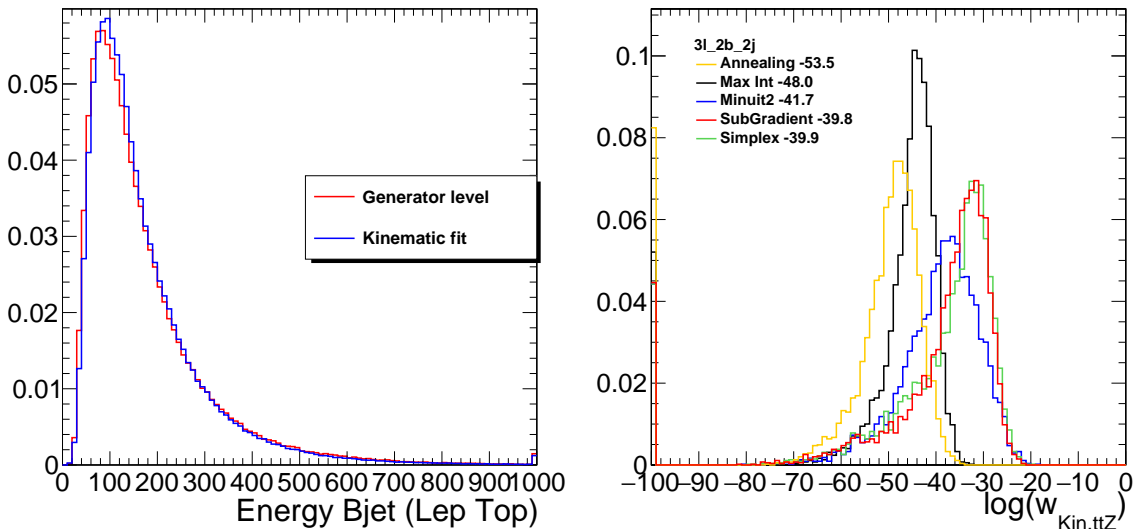 0.05
0.04
0.03
0.02
0.01
0
0 100 200 300 400 500 600 700 800 900 1000
Energy Bjet (Lep Top)
Generator level
Kinematic fit
0.1
0.08
0.06
0.04
0.02
0
−100 −90 −80 −70 −60 −50 −40 −30 −20 −10 0
log(w_Kin,ttZ)
3l_2b_2j
Annealing -53.5
Max Int -48.0
Minuit2 -41.7
SubGradient -39.8
Simplex -39.9